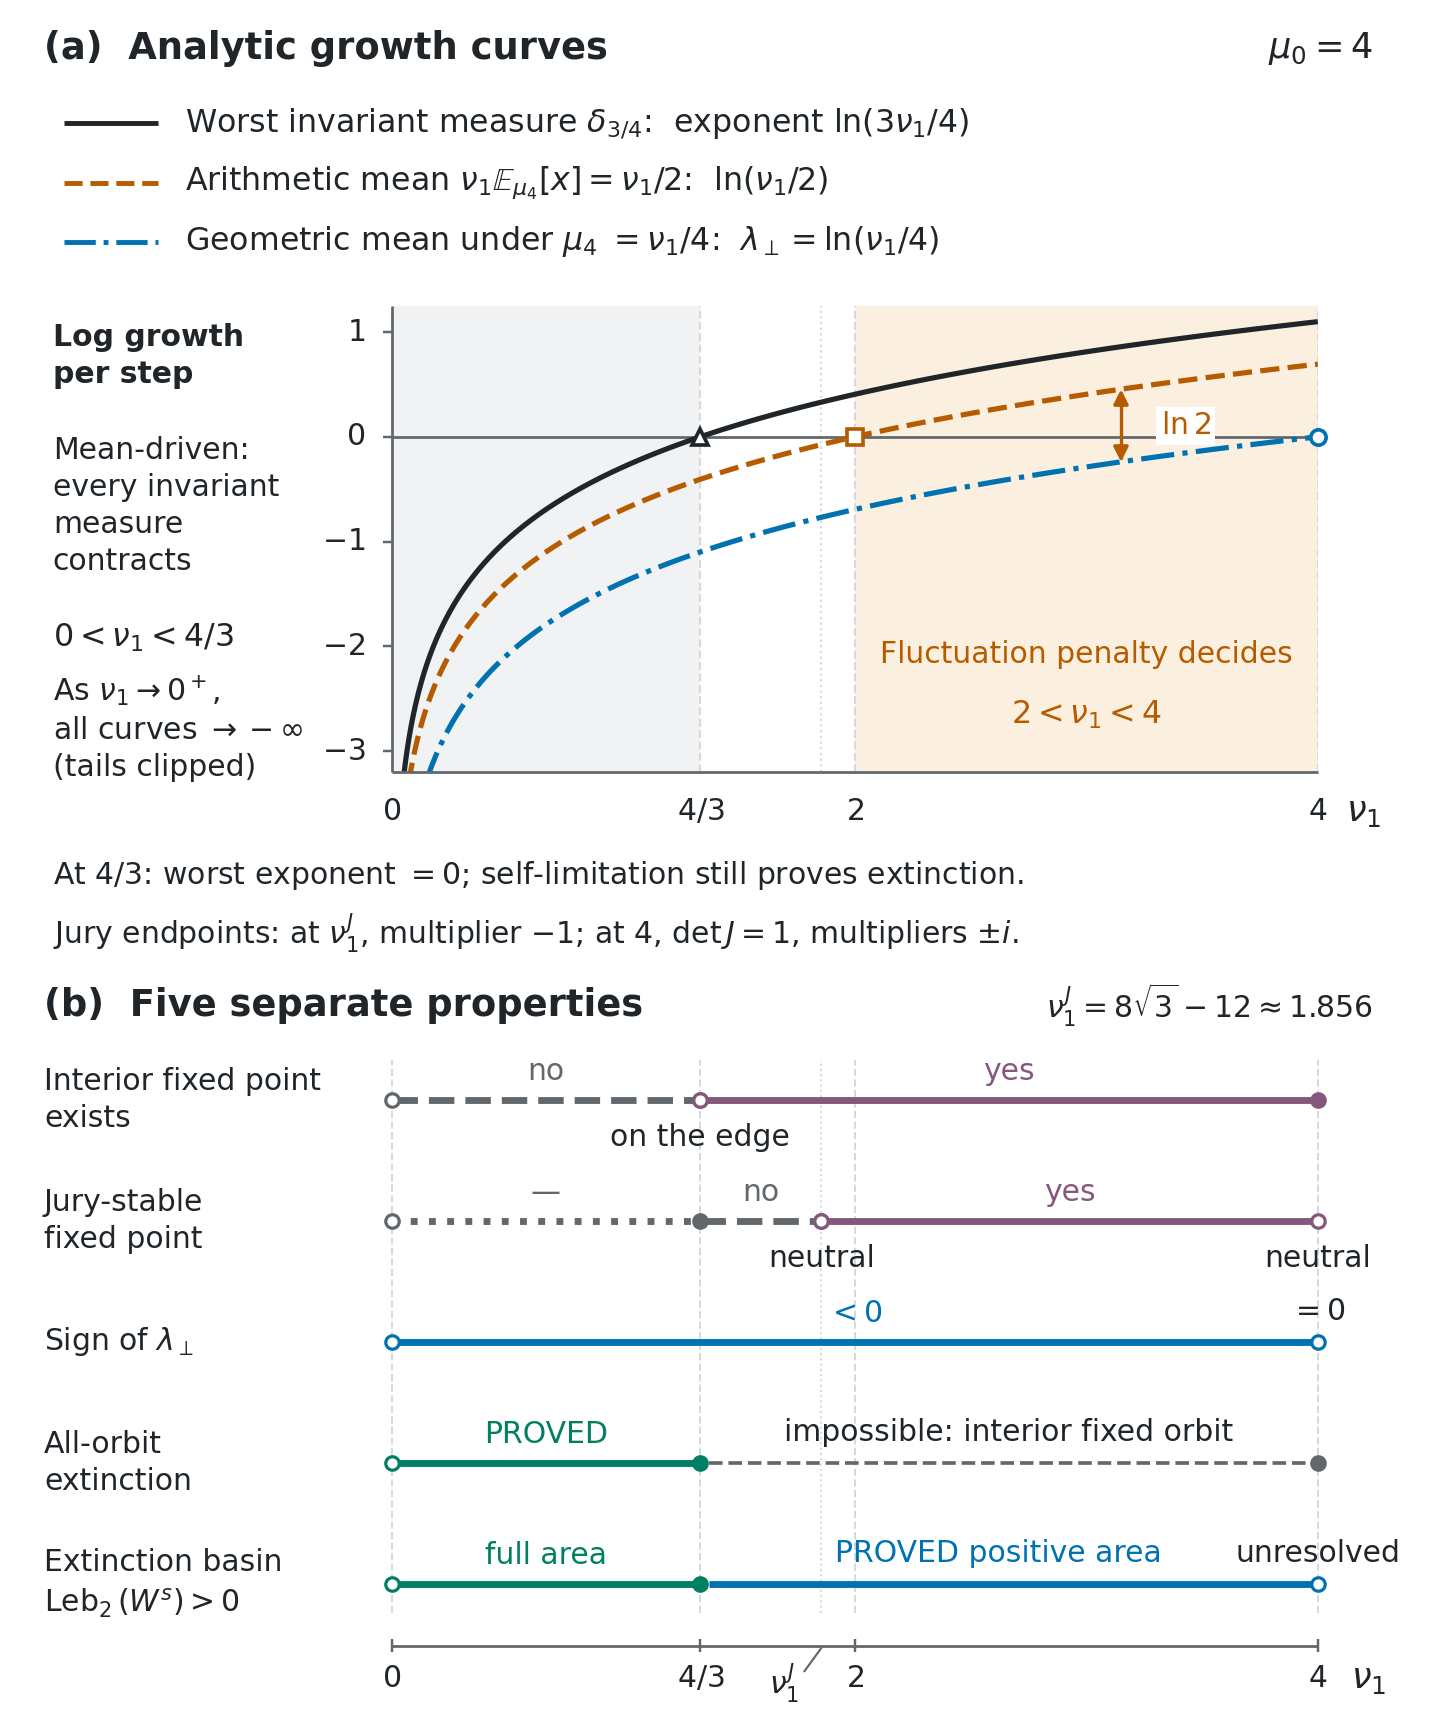 (a) Analytic growth curves
μ₀ = 4
Worst invariant measure δ₃/₄: exponent ln(3ν₁/4)
Arithmetic mean ν₁𝔼_μ₄[x] = ν₁/2: ln(ν₁/2)
Geometric mean under μ₄ = ν₁/4: λ⊥ = ln(ν₁/4)
Log growth
per step
Mean-driven:
every invariant
measure
contracts
0 < ν₁ < 4/3
As ν₁ → 0⁺,
all curves → −∞
(tails clipped)
1
0
−1
−2
−3
ln 2
Fluctuation penalty decides
2 < ν₁ < 4
0
4/3
2
4
ν₁
At 4/3: worst exponent = 0; self-limitation still proves extinction.
Jury endpoints: at ν₁ᴶ, multiplier −1; at 4, det J = 1, multipliers ±i.
(b) Five separate properties
ν₁ᴶ = 8√3 − 12 ≈ 1.856
Interior fixed point
exists
no
yes
on the edge
Jury-stable
fixed point
—
no
yes
neutral
neutral
Sign of λ⊥
< 0
= 0
All-orbit
extinction
PROVED
impossible: interior fixed orbit
Extinction basin
Leb₂(Wˢ) > 0
full area
PROVED positive area
unresolved
0
4/3
ν₁ᴶ
2
4
ν₁